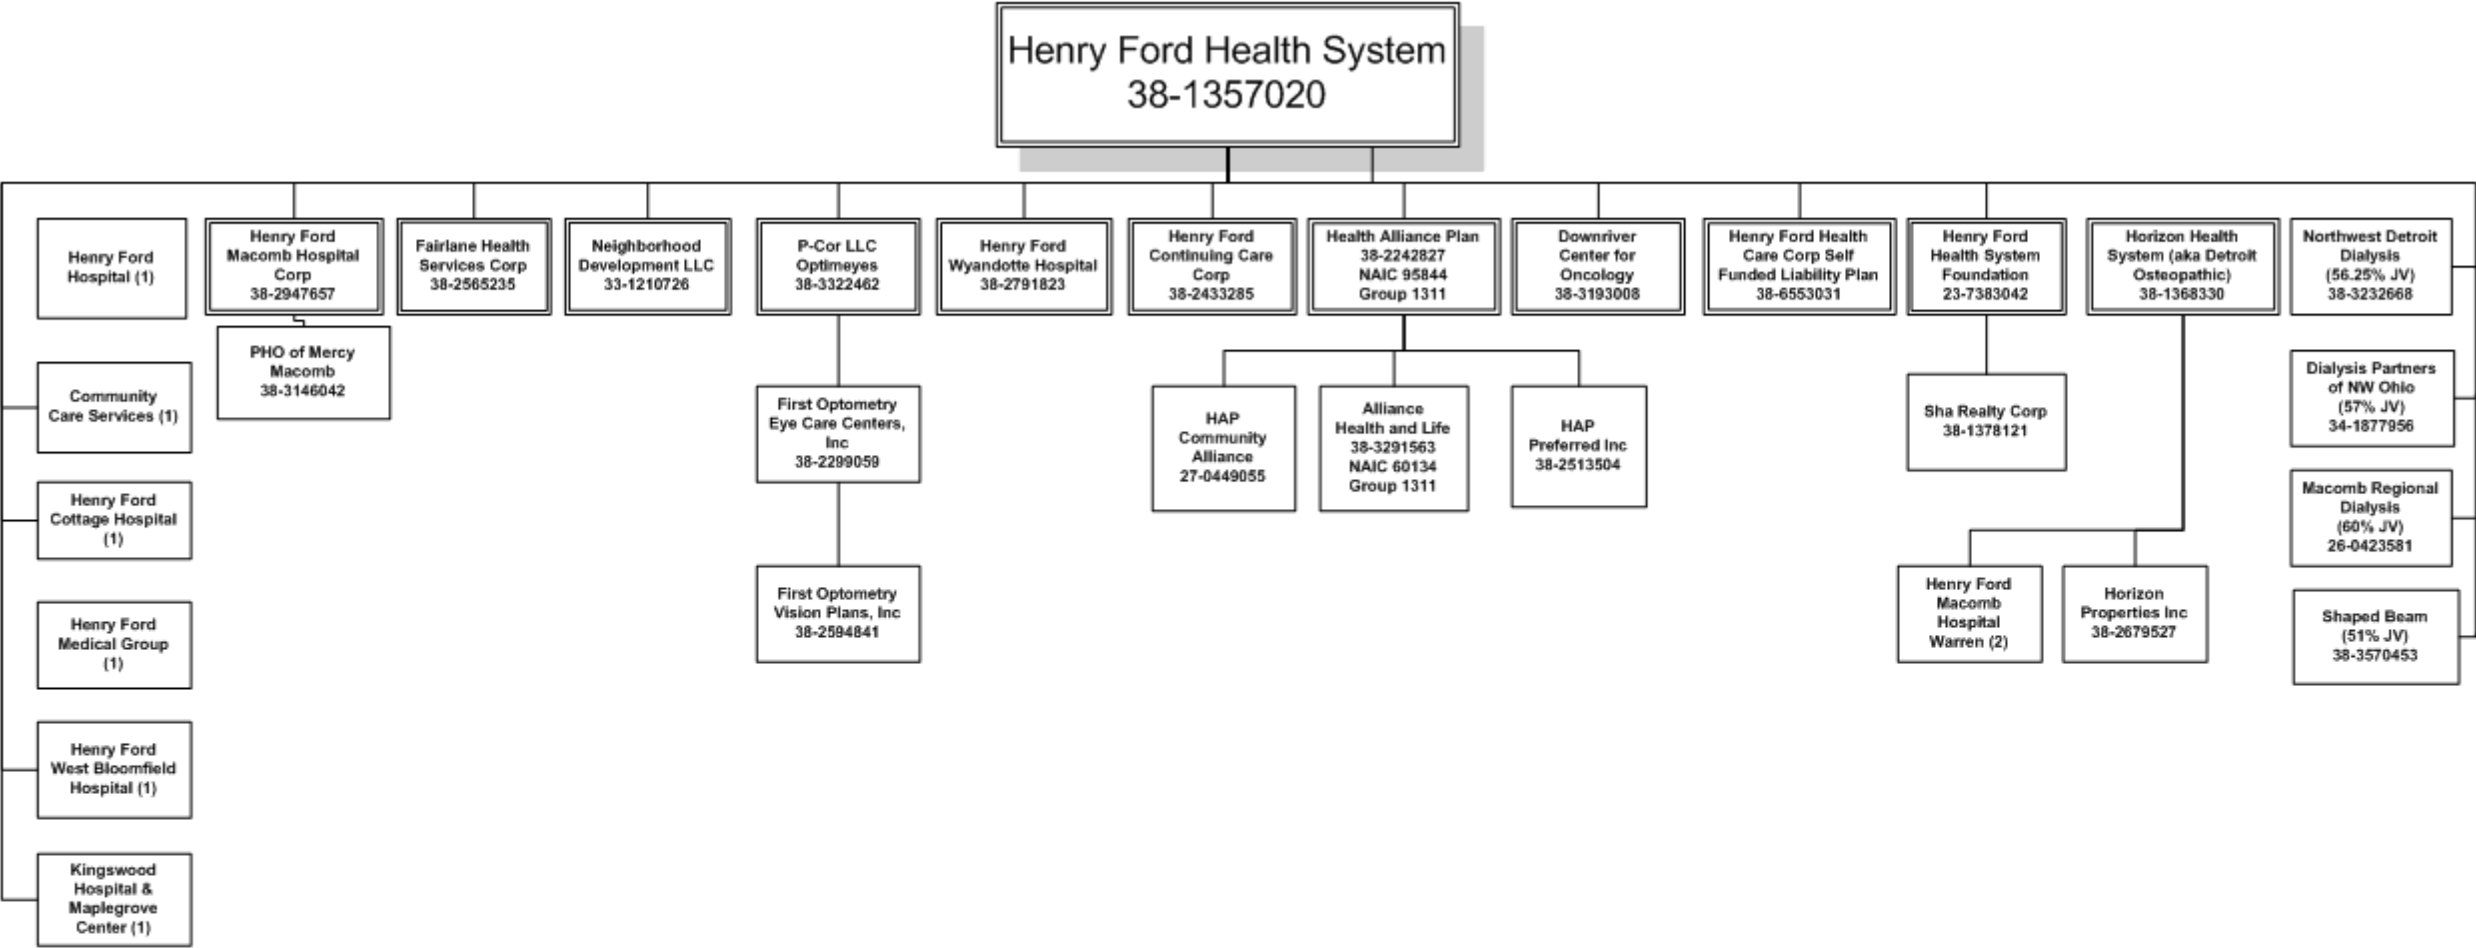 Henry Ford Health System
38-1357020
Henry Ford
Hospital (1)
Henry Ford
Macomb Hospital
Corp
38-2947657
Fairlane Health
Services Corp
38-2565235
Neighborhood
Development LLC
33-1210726
P-Cor LLC
Optimeyes
38-3322462
Henry Ford
Wyandotte Hospital
38-2791823
Henry Ford
Continuing Care
Corp
38-2433285
Health Alliance Plan
38-2242827
NAIC 95844
Group 1311
Downriver
Center for
Oncology
38-3193008
Henry Ford Health
Care Corp Self
Funded Liability Plan
38-6553031
Henry Ford
Health System
Foundation
23-7383042
Horizon Health
System (aka Detroit
Osteopathic)
38-1368330
Northwest Detroit
Dialysis
(56.25% JV)
38-3232668
PHO of Mercy
Macomb
38-3146042
Community
Care Services (1)
First Optometry
Eye Care Centers,
Inc
38-2299059
HAP
Community
Alliance
27-0449055
Alliance
Health and Life
38-3291563
NAIC 60134
Group 1311
HAP
Preferred Inc
38-2513504
Sha Realty Corp
38-1378121
Dialysis Partners
of NW Ohio
(57% JV)
34-1877956
Henry Ford
Cottage Hospital
(1)
Macomb Regional
Dialysis
(60% JV)
26-0423581
Henry Ford
Medical Group
(1)
First Optometry
Vision Plans, Inc
38-2594841
Henry Ford
Macomb
Hospital
Warren (2)
Horizon
Properties Inc
38-2679527
Shaped Beam
(51% JV)
38-3570453
Henry Ford
West Bloomfield
Hospital (1)
Kingswood
Hospital &
Maplegrove
Center (1)